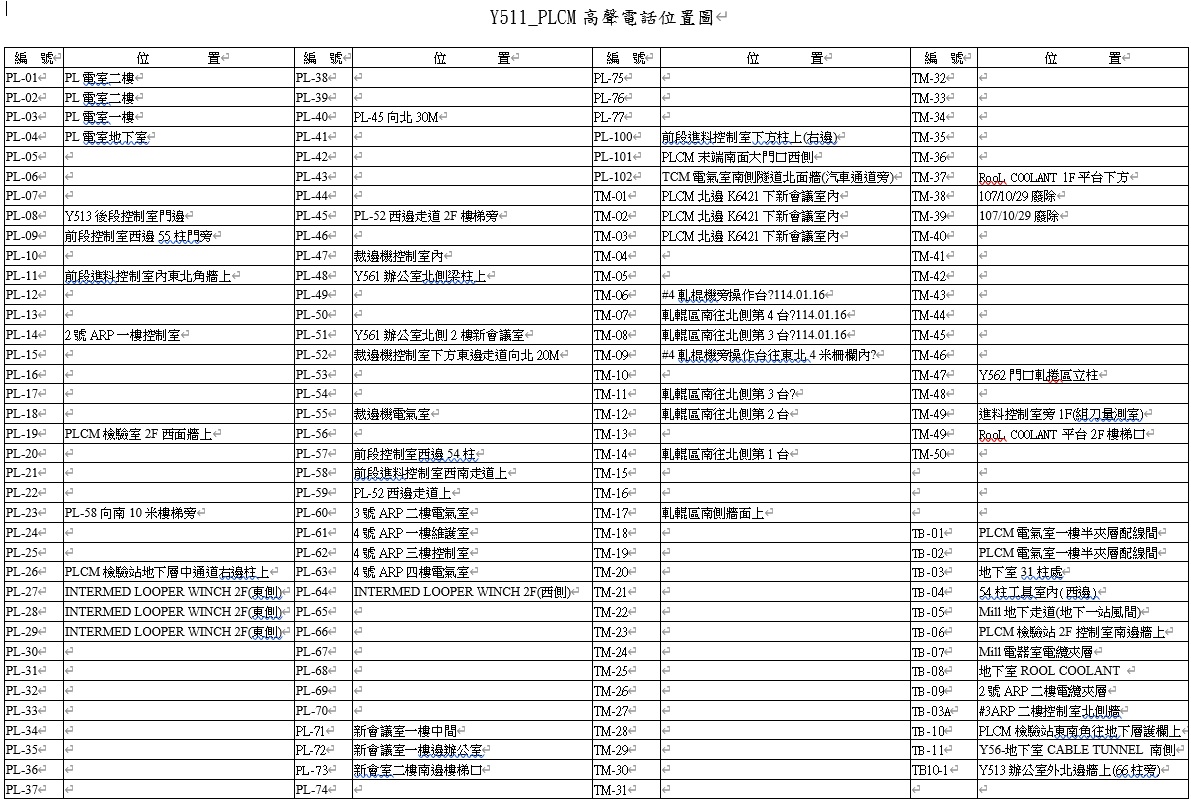 Y511_PLCM 高聲電話位置圖
編 號 位 置 編 號 位 置 編 號 位 置 編 號 位 置
PL-01 PL 電室二樓 PL-38 PL-75 TM-32
PL-02 PL 電室二樓 PL-39 PL-76 TM-33
PL-03 PL 電室一樓 PL-40 PL-45 向北 30M PL-77 TM-34
PL-04 PL 電室地下室 PL-41 PL-100 前段進料控制室下方柱上(右邊) TM-35
PL-05 PL-42 PL-101 PLCM 末端南面大門口西側 TM-36
PL-06 PL-43 PL-102 TCM 電氣室南側隧道北面牆(汽車通道旁) TM-37 RooL COOLANT 1F 平台下方
PL-07 PL-44 TM-01 PLCM 北邊 K6421 下新會議室內 TM-38 107/10/29 廢除
PL-08 Y513 後段控制室門邊 PL-45 PL-52 西邊走道 2F 樓梯旁 TM-02 PLCM 北邊 K6421 下新會議室內 TM-39 107/10/29 廢除
PL-09 前段控制室西邊 55 柱門旁 PL-46 TM-03 PLCM 北邊 K6421 下新會議室內 TM-40
PL-10 PL-47 裁邊機控制室內 TM-04 TM-41
PL-11 前段進料控制室內東北角牆上 PL-48 Y561 辦公室北側梁柱上 TM-05 TM-42
PL-12 PL-49 TM-06 #4 軋棍機旁操作台?114.01.16 TM-43
PL-13 PL-50 TM-07 軋輥區南往北側第 4 台?114.01.16 TM-44
PL-14 2 號 ARP 一樓控制室 PL-51 Y561 辦公室北側 2 樓新會議室 TM-08 軋輥區南往北側第 3 台?114.01.16 TM-45
PL-15 PL-52 裁邊機控制室下方東邊走道向北 20M TM-09 #4 軋棍機旁操作台往東北 4 米柵欄內? TM-46
PL-16 PL-53 TM-10 TM-47 Y562 門口軋捲區立柱
PL-17 PL-54 TM-11 軋輥區南往北側第 3 台? TM-48
PL-18 PL-55 裁邊機電氣室 TM-12 軋輥區南往北側第 2 台 TM-49 進料控制室旁 1F(組刀量測室)
PL-19 PLCM 檢驗室 2F 西面牆上 PL-56 TM-13 TM-49 RooL COOLANT 平台 2F 樓梯口
PL-20 PL-57 前段控制室西邊 54 柱 TM-14 軋輥區南往北側第 1 台 TM-50
PL-21 PL-58 前段進料控制室西南走道上 TM-15
PL-22 PL-59 PL-52 西邊走道上 TM-16
PL-23 PL-58 向南 10 米樓梯旁 PL-60 3 號 ARP 二樓電氣室 TM-17 軋輥區南側牆面上
PL-24 PL-61 4 號 ARP 一樓維護室 TM-18 TB-01 PLCM 電氣室一樓半夾層配線間
PL-25 PL-62 4 號 ARP 三樓控制室 TM-19 TB-02 PLCM 電氣室一樓半夾層配線間
PL-26 PLCM 檢驗站地下層中通道右邊柱上 PL-63 4 號 ARP 四樓電氣室 TM-20 TB-03 地下室 31 柱處
PL-27 INTERMED LOOPER WINCH 2F(東側) PL-64 INTERMED LOOPER WINCH 2F(西側) TM-21 TB-04 54 柱工具室內( 西邊)
PL-28 INTERMED LOOPER WINCH 2F(東側) PL-65 TM-22 TB-05 Mill 地下走道(地下一站風間)
PL-29 INTERMED LOOPER WINCH 2F(東側) PL-66 TM-23 TB-06 PLCM 檢驗站 2F 控制室南邊牆上
PL-30 PL-67 TM-24 TB-07 Mill 電器室電纜夾層
PL-31 PL-68 TM-25 TB-08 地下室 ROOL COOLANT
PL-32 PL-69 TM-26 TB-09 2 號 ARP 二樓電纜夾層
PL-33 PL-70 TM-27 TB-03A #3ARP 二樓控制室北側牆
PL-34 PL-71 新會議室一樓中間 TM-28 TB-10 PLCM 檢驗站東南角往地下層護欄上
PL-35 PL-72 新會議室一樓邊辦公室 TM-29 TB-11 Y56-地下室 CABLE TUNNEL 南側
PL-36 PL-73 新會室二樓南邊樓梯口 TM-30 TB10-1 Y513 辦公室外北邊牆上(66 柱旁)
PL-37 PL-74 TM-31